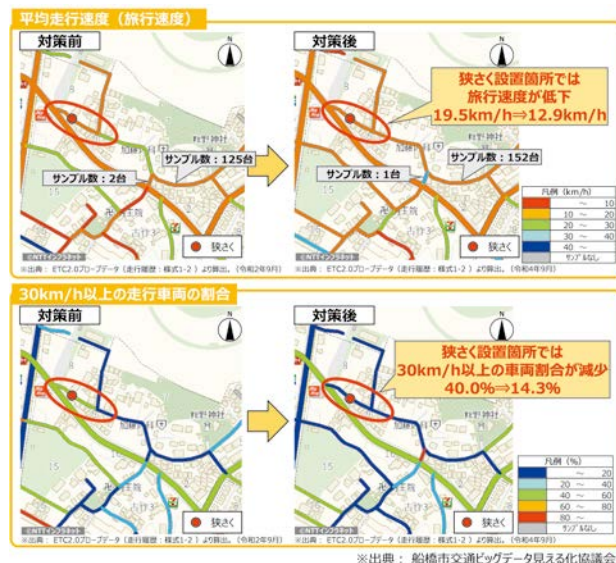 平均走行速度（旅行速度）
対策前
対策後
狭さく設置箇所では
旅行速度が低下
19.5km/h⇒12.9km/h
サンプル数：125台
サンプル数：2台
サンプル数：152台
サンプル数：1台
狭さく
狭さく
凡例（km/h）
～ 10
10 ～ 20
20 ～ 30
30 ～ 40
40 ～
サンプルなし
©NTTインフラネット
©NTTインフラネット
※出典： ETC2.0プローブデータ（走行履歴：様式1-2）より算出。（令和2年9月）
※出典： ETC2.0プローブデータ（走行履歴：様式1-2）より算出。（令和4年9月）
30km/h以上の走行車両の割合
対策前
対策後
狭さく設置箇所では
30km/h以上の車両割合が減少
40.0%⇒14.3%
狭さく
狭さく
凡例（%）
～ 20
20 ～ 40
40 ～ 60
60 ～ 80
80 ～
サンプルなし
©NTTインフラネット
©NTTインフラネット
※出典： ETC2.0プローブデータ（走行履歴：様式1-2）より算出。（令和2年9月）
※出典： ETC2.0プローブデータ（走行履歴：様式1-2）より算出。（令和4年9月）
※出典： 船橋市交通ビッグデータ見える化協議会